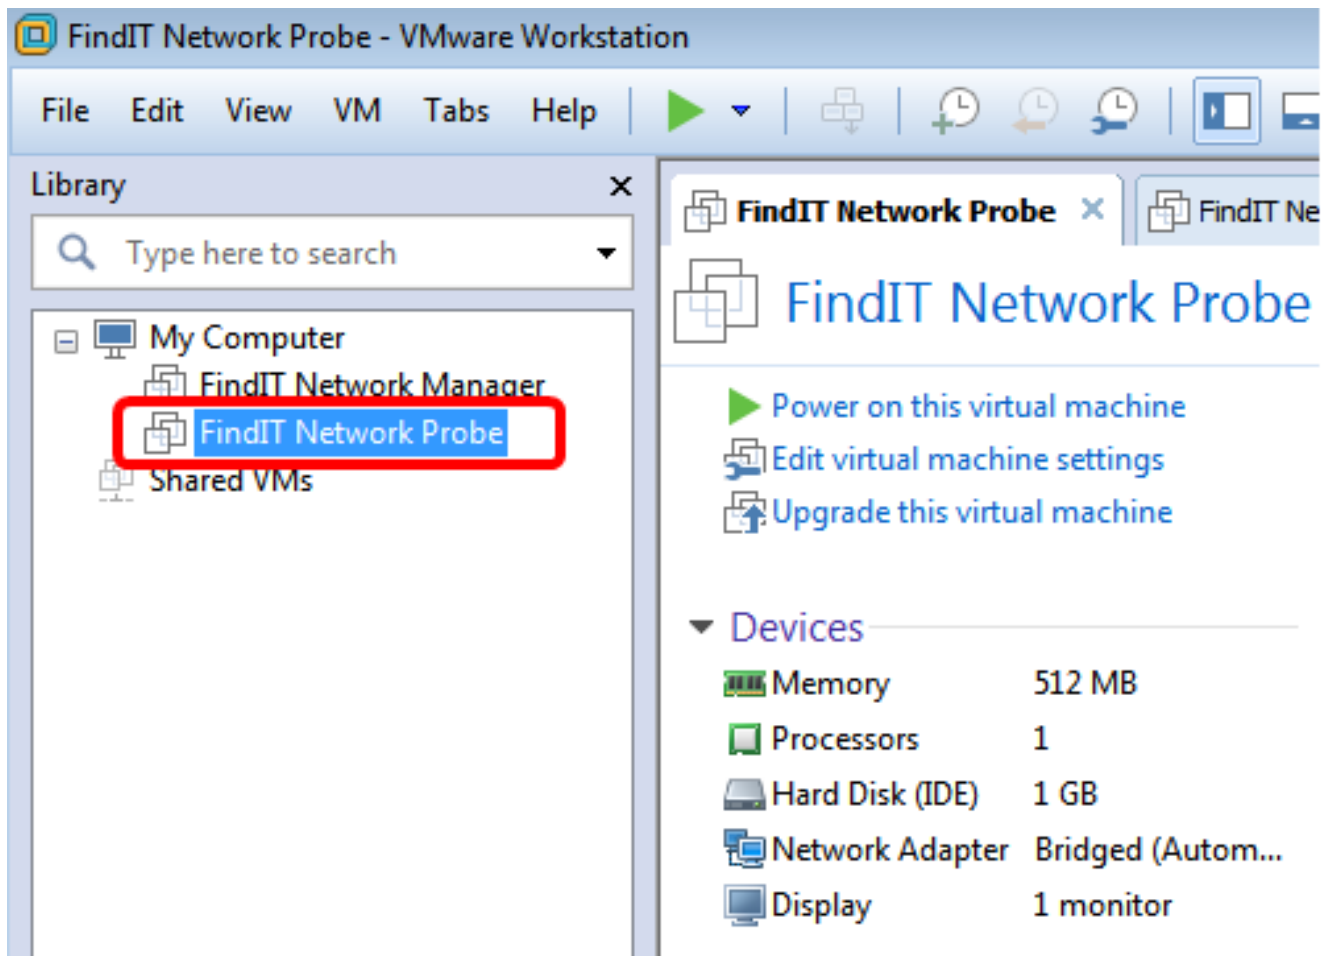 FindIT Network Probe - VMware Workstation
File Edit View VM Tabs Help
Library
Type here to search
My Computer
FindIT Network Manager
FindIT Network Probe
Shared VMs
FindIT Network Probe
FindIT Ne
FindIT Network Probe
Power on this virtual machine
Edit virtual machine settings
Upgrade this virtual machine
Devices
Memory 512 MB
Processors 1
Hard Disk (IDE) 1 GB
Network Adapter Bridged (Autom...
Display 1 monitor